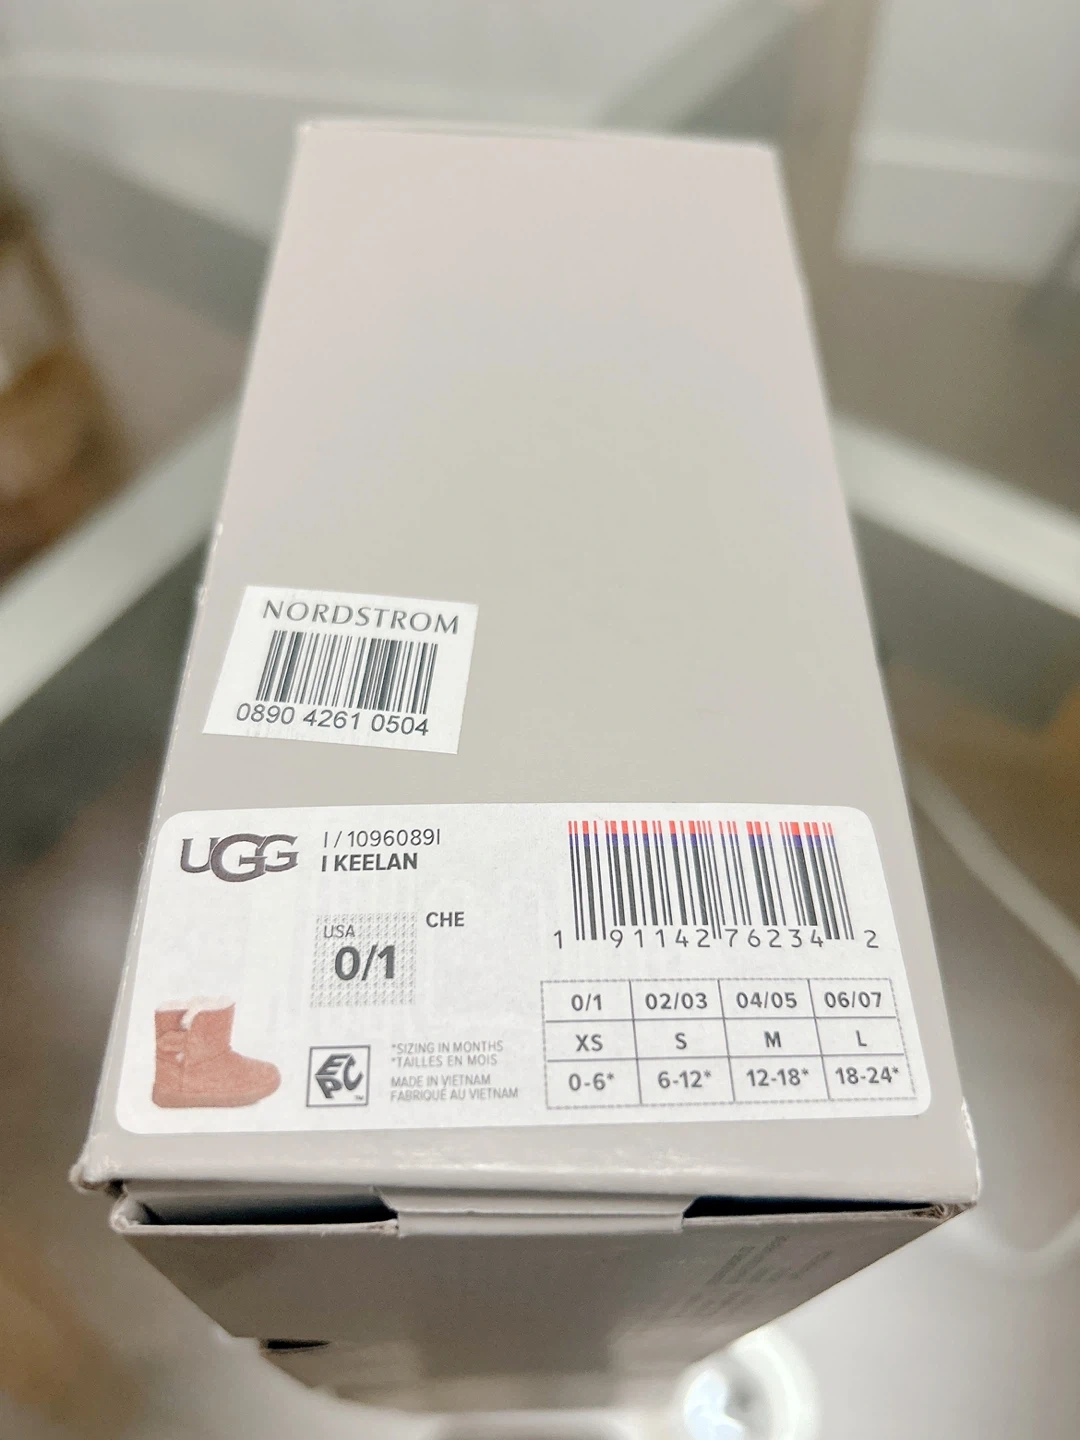 NORDSTROM
0890 4261 0504
UGG
I / 1096089I
I KEELAN
USA
0/1
CHE
1 91142 76234 2
0/1 02/03 04/05 06/07
XS S M L
0-6* 6-12* 12-18* 18-24*
EPC™
*SIZING IN MONTHS
*TAILLES EN MOIS
MADE IN VIETNAM
FABRIQUÉ AU VIETNAM